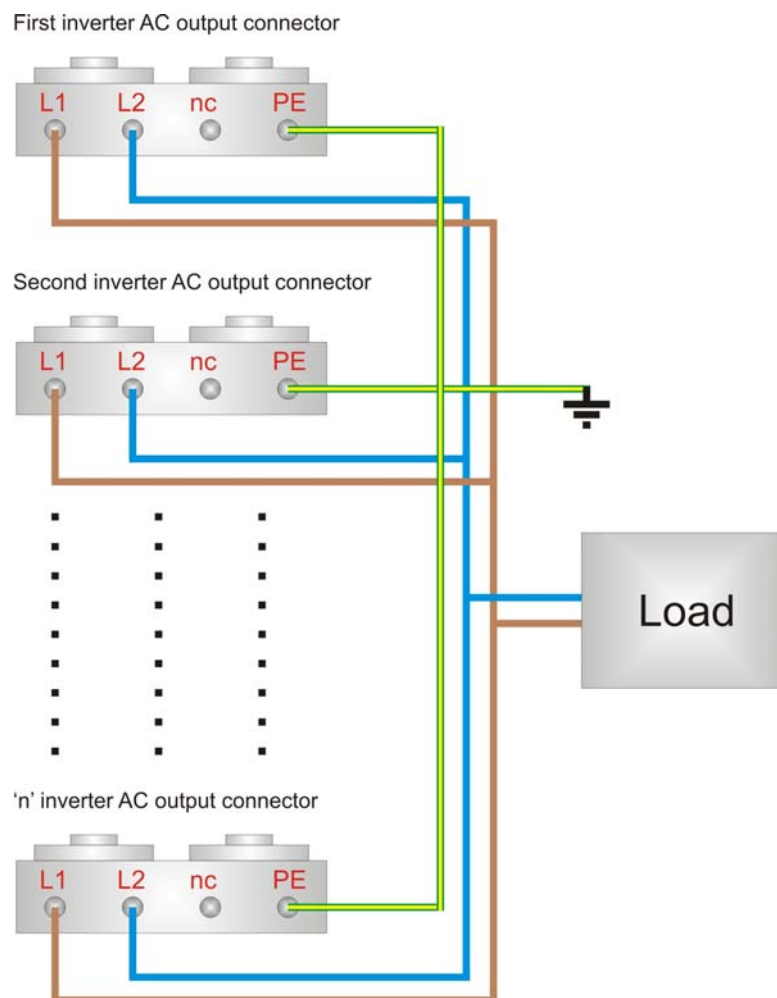 First inverter AC output connector
L1 L2 nc PE
Second inverter AC output connector
L1 L2 nc PE
Load
'n' inverter AC output connector
L1 L2 nc PE